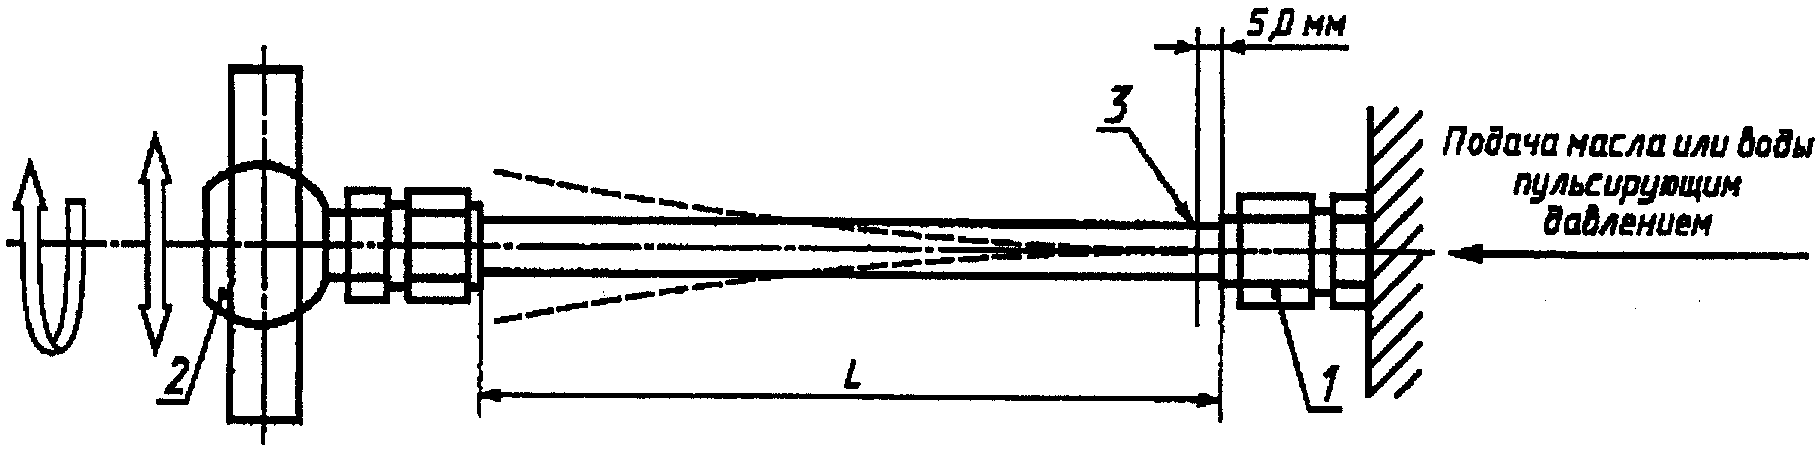 5,0 мм
3
Подача масла или воды
пульсирующим
давлением
2
L
1